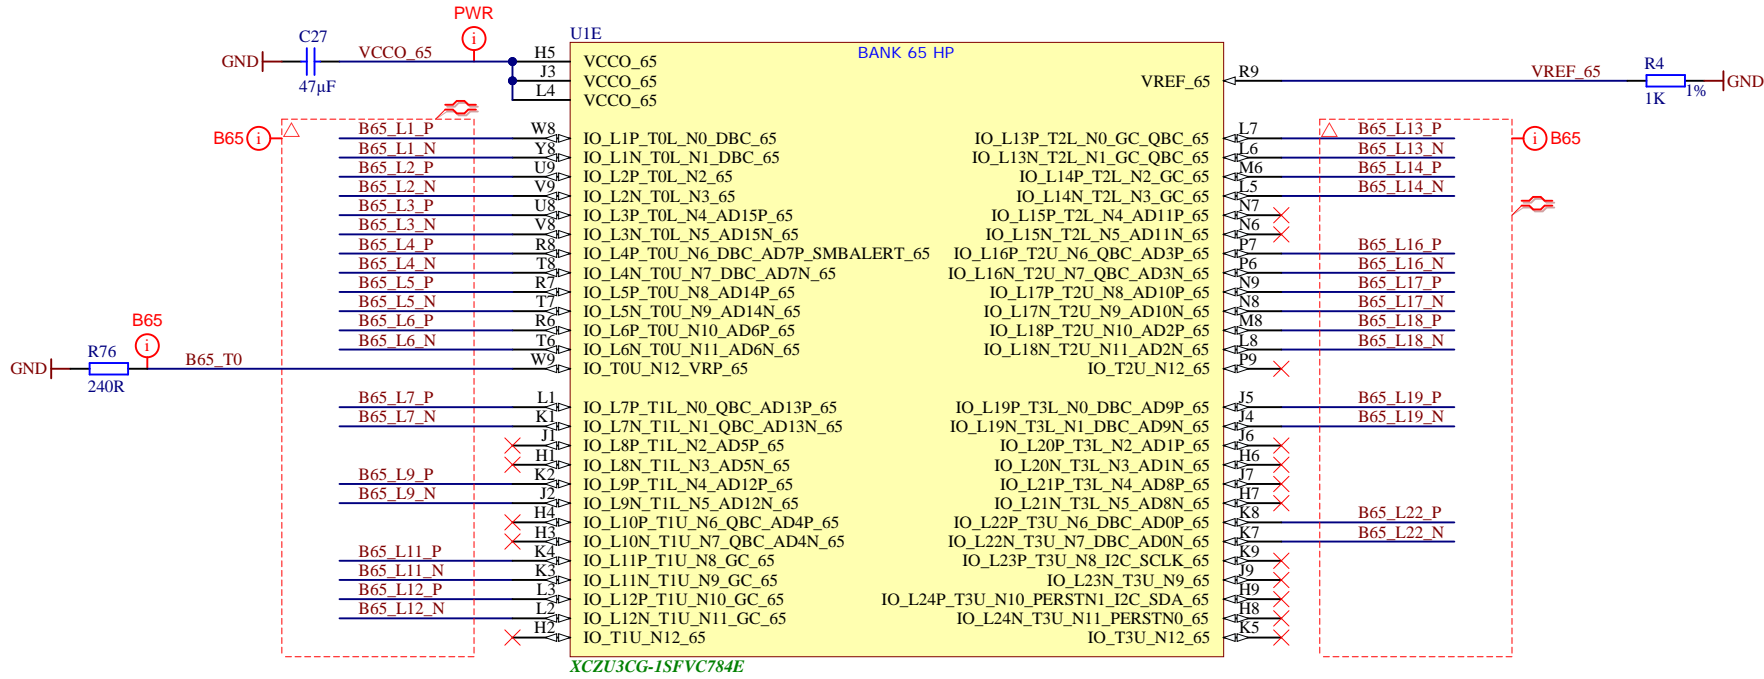 PWR
U1E
C27
GND
VCCO_65
47µF
H5 VCCO_65
J3 VCCO_65
L4 VCCO_65
BANK 65 HP
VREF_65 R9
VREF_65
R4
1K
1%
GND
B65
B65_L1_P W8 IO_L1P_T0L_N0_DBC_65
B65_L1_N Y8 IO_L1N_T0L_N1_DBC_65
B65_L2_P U9 IO_L2P_T0L_N2_65
B65_L2_N V9 IO_L2N_T0L_N3_65
B65_L3_P U8 IO_L3P_T0L_N4_AD15P_65
B65_L3_N V8 IO_L3N_T0L_N5_AD15N_65
B65_L4_P R8 IO_L4P_T0U_N6_DBC_AD7P_SMBALERT_65
B65_L4_N T8 IO_L4N_T0U_N7_DBC_AD7N_65
B65_L5_P R7 IO_L5P_T0U_N8_AD14P_65
B65_L5_N T7 IO_L5N_T0U_N9_AD14N_65
B65_L6_P R6 IO_L6P_T0U_N10_AD6P_65
B65_L6_N T6 IO_L6N_T0U_N11_AD6N_65
B65
R76
GND
240R
B65_T0 W9 IO_T0U_N12_VRP_65
B65_L7_P L1 IO_L7P_T1L_N0_QBC_AD13P_65
B65_L7_N K1 IO_L7N_T1L_N1_QBC_AD13N_65
J1 IO_L8P_T1L_N2_AD5P_65
H1 IO_L8N_T1L_N3_AD5N_65
B65_L9_P K2 IO_L9P_T1L_N4_AD12P_65
B65_L9_N J2 IO_L9N_T1L_N5_AD12N_65
H4 IO_L10P_T1U_N6_QBC_AD4P_65
H3 IO_L10N_T1U_N7_QBC_AD4N_65
B65_L11_P K4 IO_L11P_T1U_N8_GC_65
B65_L11_N K3 IO_L11N_T1U_N9_GC_65
B65_L12_P L3 IO_L12P_T1U_N10_GC_65
B65_L12_N L2 IO_L12N_T1U_N11_GC_65
H2 IO_T1U_N12_65
IO_L13P_T2L_N0_GC_QBC_65 L7 B65_L13_P
IO_L13N_T2L_N1_GC_QBC_65 L6 B65_L13_N
IO_L14P_T2L_N2_GC_65 M6 B65_L14_P
IO_L14N_T2L_N3_GC_65 L5 B65_L14_N
IO_L15P_T2L_N4_AD11P_65 N7
IO_L15N_T2L_N5_AD11N_65 N6
IO_L16P_T2U_N6_QBC_AD3P_65 P7 B65_L16_P
IO_L16N_T2U_N7_QBC_AD3N_65 P6 B65_L16_N
IO_L17P_T2U_N8_AD10P_65 N9 B65_L17_P
IO_L17N_T2U_N9_AD10N_65 N8 B65_L17_N
IO_L18P_T2U_N10_AD2P_65 M8 B65_L18_P
IO_L18N_T2U_N11_AD2N_65 L8 B65_L18_N
IO_T2U_N12_65 P9
IO_L19P_T3L_N0_DBC_AD9P_65 J5 B65_L19_P
IO_L19N_T3L_N1_DBC_AD9N_65 J4 B65_L19_N
IO_L20P_T3L_N2_AD1P_65 J6
IO_L20N_T3L_N3_AD1N_65 H6
IO_L21P_T3L_N4_AD8P_65 J7
IO_L21N_T3L_N5_AD8N_65 H7
IO_L22P_T3U_N6_DBC_AD0P_65 K8 B65_L22_P
IO_L22N_T3U_N7_DBC_AD0N_65 K7 B65_L22_N
IO_L23P_T3U_N8_I2C_SCLK_65 K9
IO_L23N_T3U_N9_65 J9
IO_L24P_T3U_N10_PERSTN1_I2C_SDA_65 H9
IO_L24N_T3U_N11_PERSTN0_65 H8
IO_T3U_N12_65 K5
B65
XCZU3CG-1SFVC784E